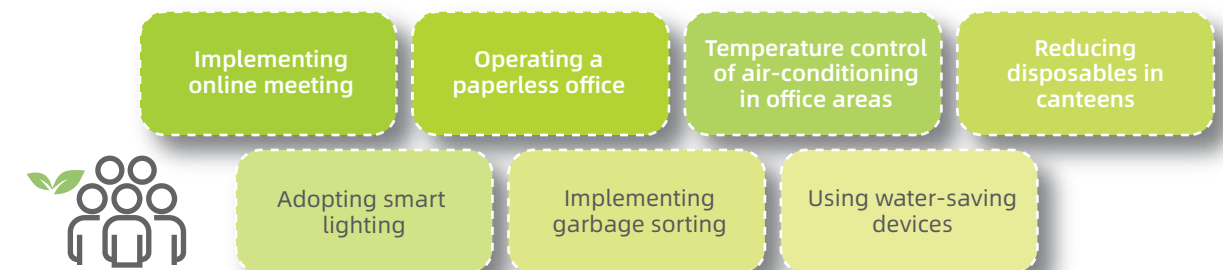 Implementing
online meeting
Operating a
paperless office
Temperature control
of air-conditioning
in office areas
Reducing
disposables in
canteens
Adopting smart
lighting
Implementing
garbage sorting
Using water-saving
devices